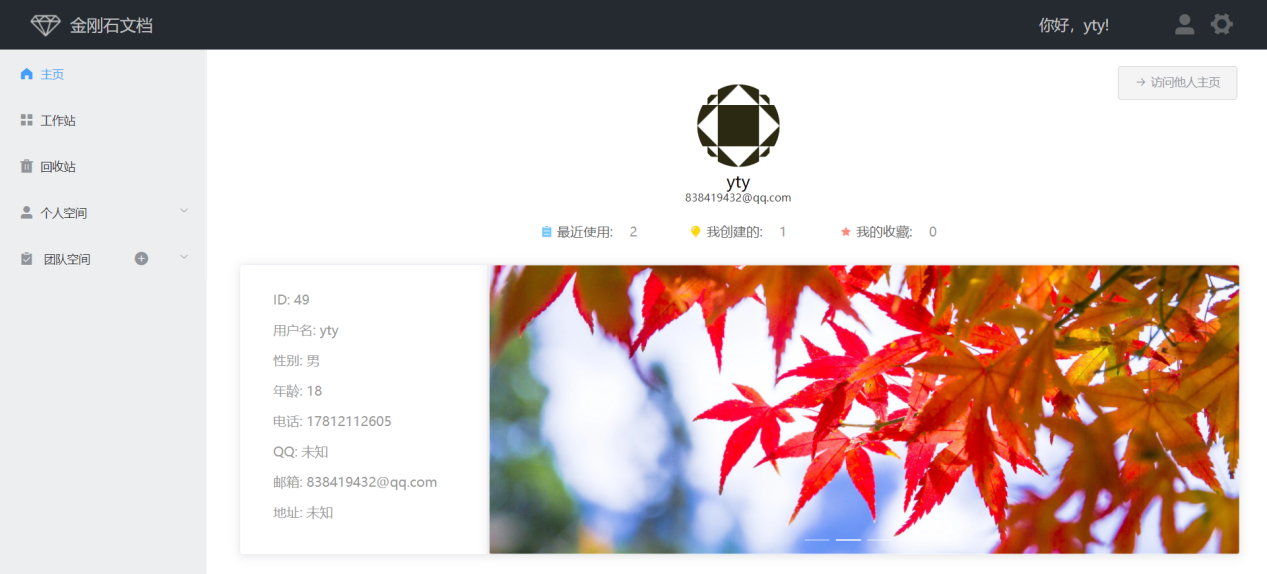 金刚石文档
你好，yty!
主页
工作站
回收站
个人空间
团队空间
访问他人主页
yty
838419432@qq.com
最近使用: 2 我创建的: 1 我的收藏: 0
ID: 49
用户名: yty
性别: 男
年龄: 18
电话: 17812112605
QQ: 未知
邮箱: 838419432@qq.com
地址: 未知